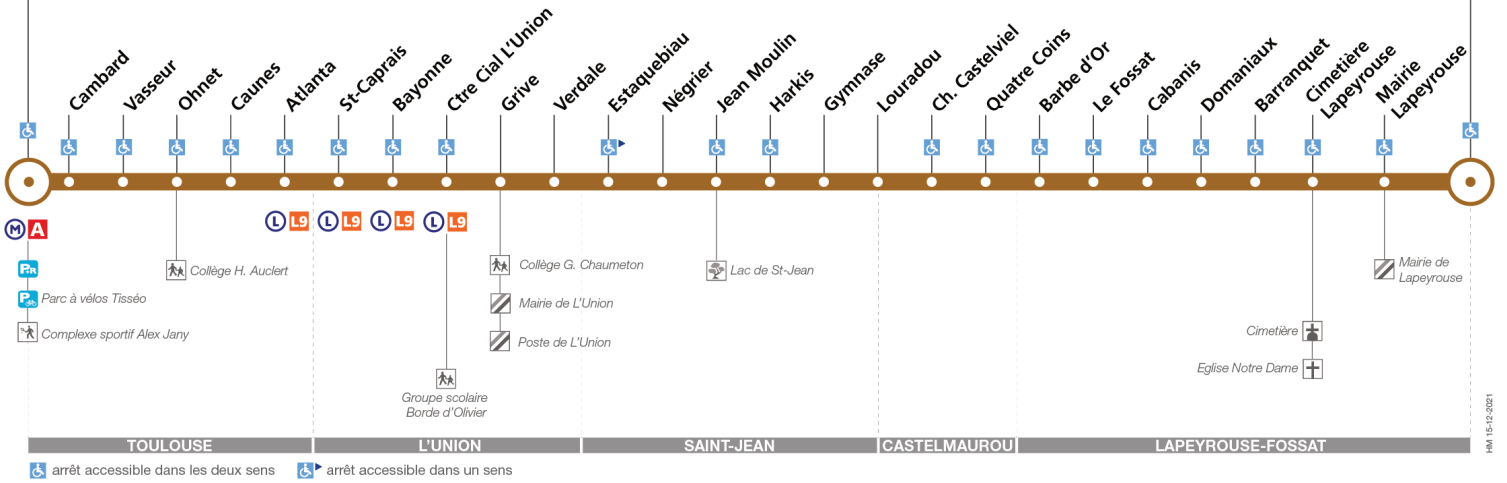 Cambard
Vasseur
Ohnet
Caunes
Atlanta
St-Caprais
Bayonne
Ctre Cial L'Union
Grive
Verdale
Estaquebiau
Négrier
Jean Moulin
Harkis
Gymnase
Louradou
Ch. Castelviel
Quatre Coins
Barbe d'Or
Le Fossat
Cabanis
Domaniaux
Barranquet
Cimetière
Lapeyrouse
Mairie
Lapeyrouse
M A
L L9
L L9
L L9
L L9
P+R
Parc à vélos Tisséo
Complexe sportif Alex Jany
Collège H. Auclert
Groupe scolaire
Borde d'Olivier
Collège G. Chaumeton
Mairie de L'Union
Poste de L'Union
Lac de St-Jean
Cimetière
Eglise Notre Dame
Mairie de
Lapeyrouse
TOULOUSE
L'UNION
SAINT-JEAN
CASTELMAUROU
LAPEYROUSE-FOSSAT
arrêt accessible dans les deux sens
arrêt accessible dans un sens
HM 15-12-2021